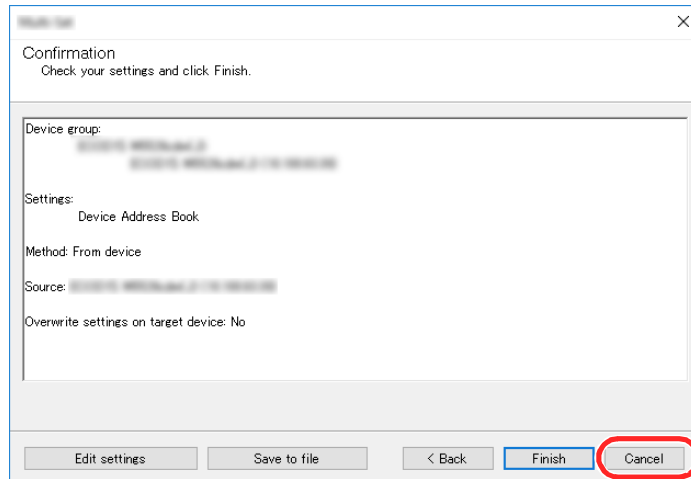 Confirmation
Check your settings and click Finish.
Device group:
Settings:
Device Address Book
Method: From device
Source:
Overwrite settings on target device: No
Edit settings
Save to file
< Back
Finish
Cancel